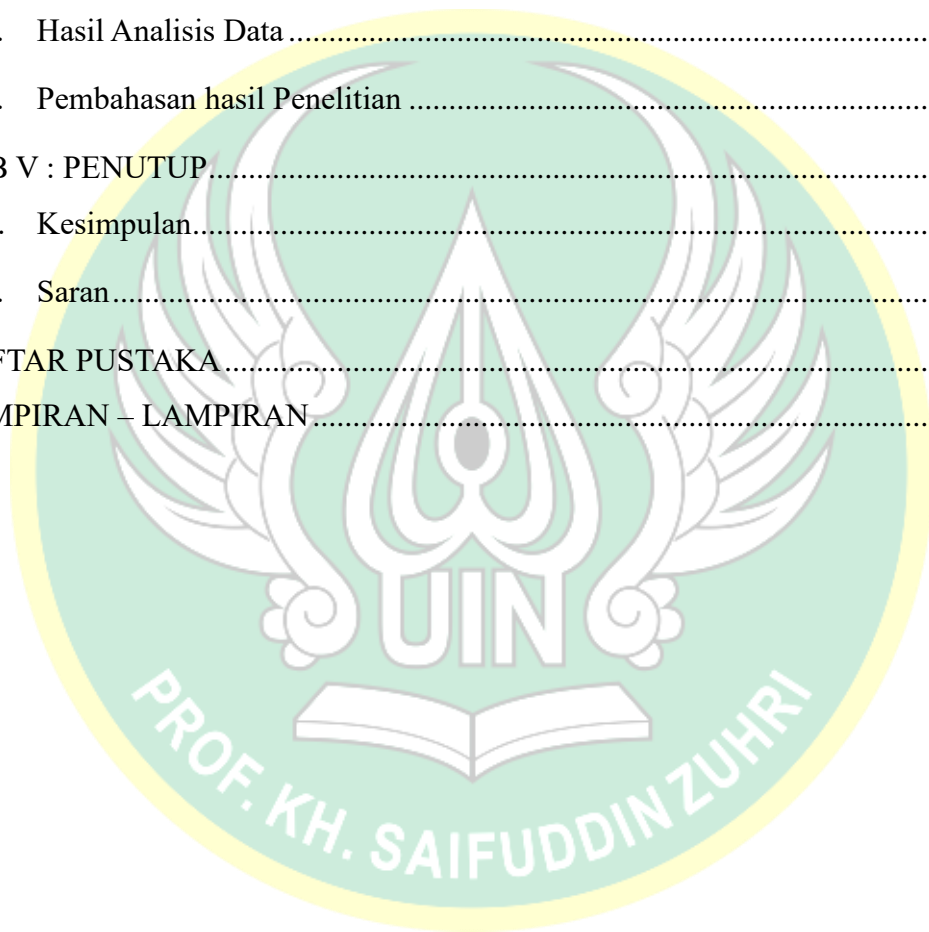 . Hasil Analisis Data ................................................................................
. Pembahasan hasil Penelitian .................................................................
B V : PENUTUP..........................................................................................
. Kesimpulan............................................................................................
. Saran......................................................................................................
FTAR PUSTAKA ........................................................................................
MPIRAN – LAMPIRAN.............................................................................
UIN
PROF. KH. SAIFUDDIN ZUHRI